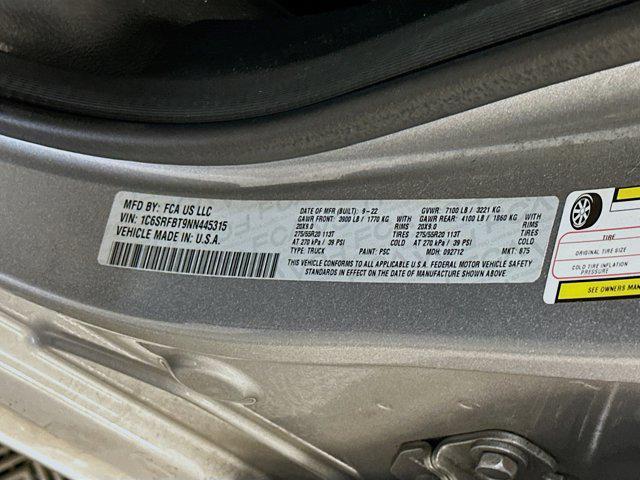 MFD BY: FCA US LLC
VIN: 1C6SRFBT9NN445315
VEHICLE MADE IN: U.S.A.
DATE OF MFR (BUILT): 9-22 GVWR: 7100 LB / 3221 KG
GAWR FRONT: 3900 LB / 1770 KG WITH GAWR REAR: 4100 LB / 1860 KG WITH
20X9.0 RIMS 20X9.0 RIMS
275/55R20 113T TIRES 275/55R20 113T TIRES
AT 270 kPa / 39 PSI COLD AT 270 kPa / 39 PSI COLD
TYPE: TRUCK PAINT: PSC MDH: 092712 MKT: 875
THIS VEHICLE CONFORMS TO ALL APPLICABLE U.S.A. FEDERAL MOTOR VEHICLE SAFETY
STANDARDS IN EFFECT ON THE DATE OF MANUFACTURE SHOWN ABOVE
TIRE
ORIGINAL TIRE SIZE
COLD TIRE INFLATION
PRESSURE
SEE OWNERS MAN